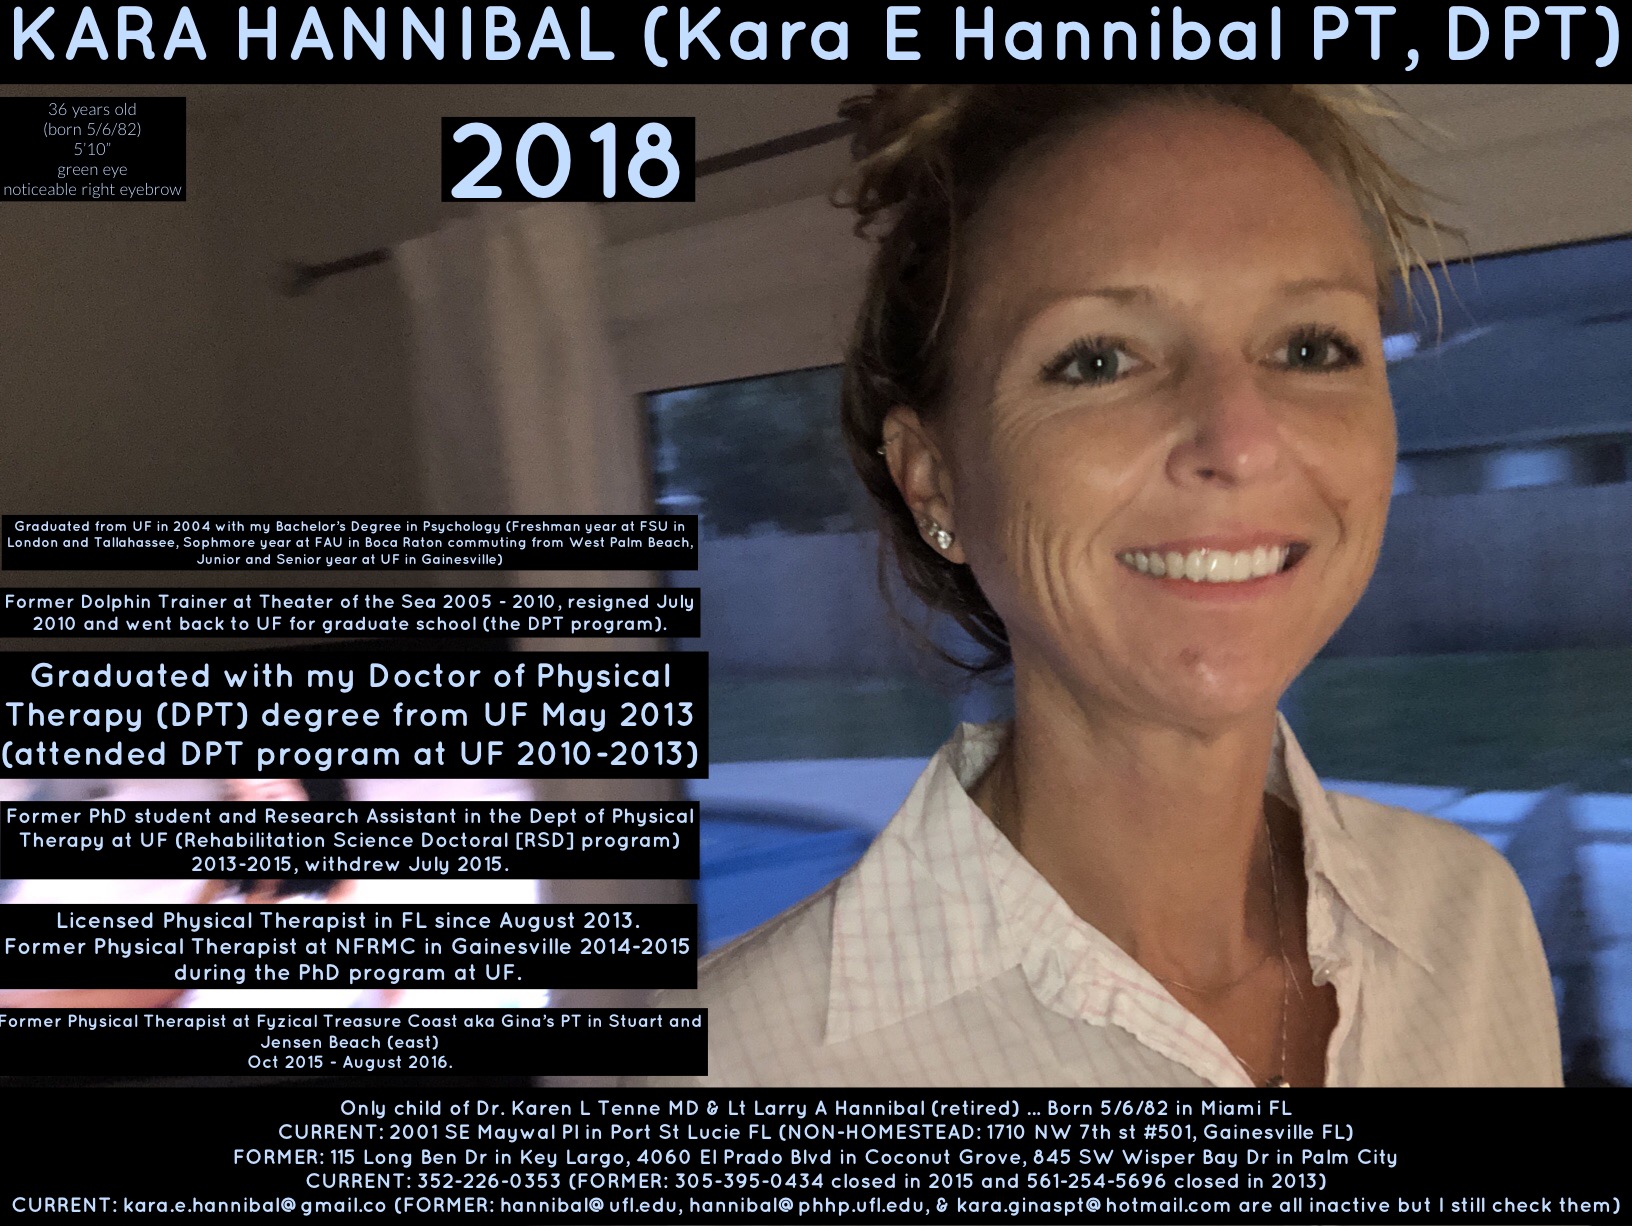 KARA HANNIBAL (Kara E Hannibal PT, DPT)
36 years old
(born 5/6/82)
5'10"
green eye
noticeable right eyebrow
2018
Graduated from UF in 2004 with my Bachelor's Degree in Psychology (Freshman year at FSU in
London and Tallahassee, Sophmore year at FAU in Boca Raton commuting from West Palm Beach,
Junior and Senior year at UF in Gainesville)
Former Dolphin Trainer at Theater of the Sea 2005 - 2010, resigned July
2010 and went back to UF for graduate school (the DPT program).
Graduated with my Doctor of Physical
Therapy (DPT) degree from UF May 2013
(attended DPT program at UF 2010-2013)
Former PhD student and Research Assistant in the Dept of Physical
Therapy at UF (Rehabilitation Science Doctoral [RSD] program)
2013-2015, withdrew July 2015.
Licensed Physical Therapist in FL since August 2013.
Former Physical Therapist at NFRMC in Gainesville 2014-2015
during the PhD program at UF.
Former Physical Therapist at Fyzical Treasure Coast aka Gina's PT in Stuart and
Jensen Beach (east)
Oct 2015 - August 2016.
Only child of Dr. Karen L Tenne MD & Lt Larry A Hannibal (retired) ... Born 5/6/82 in Miami FL
CURRENT: 2001 SE Maywal Pl in Port St Lucie FL (NON-HOMESTEAD: 1710 NW 7th st #501, Gainesville FL)
FORMER: 115 Long Ben Dr in Key Largo, 4060 El Prado Blvd in Coconut Grove, 845 SW Wisper Bay Dr in Palm City
CURRENT: 352-226-0353 (FORMER: 305-395-0434 closed in 2015 and 561-254-5696 closed in 2013)
CURRENT: kara.e.hannibal@gmail.co (FORMER: hannibal@ufl.edu, hannibal@phhp.ufl.edu, & kara.ginaspt@hotmail.com are all inactive but I still check them)